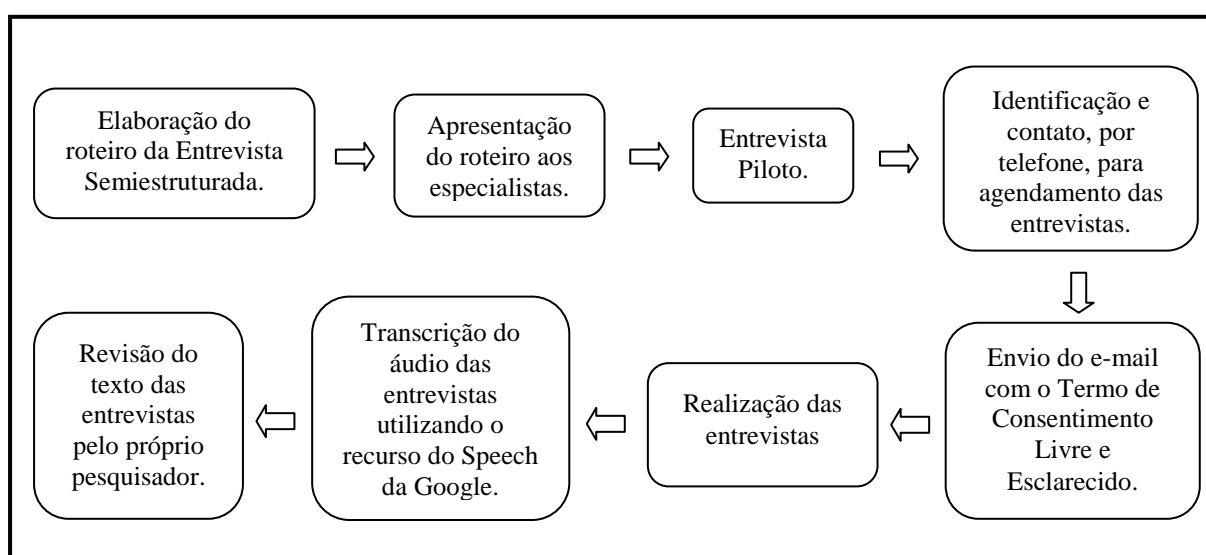 Elaboração do
roteiro da Entrevista
Semiestruturada.
Apresentação
do roteiro aos
especialistas.
Entrevista
Piloto.
Identificação e
contato, por
telefone, para
agendamento das
entrevistas.
Envio do e-mail
com o Termo de
Consentimento
Livre e
Esclarecido.
Realização das
entrevistas
Transcrição do
áudio das
entrevistas
utilizando o
recurso do Speech
da Google.
Revisão do
texto das
entrevistas
pelo próprio
pesquisador.